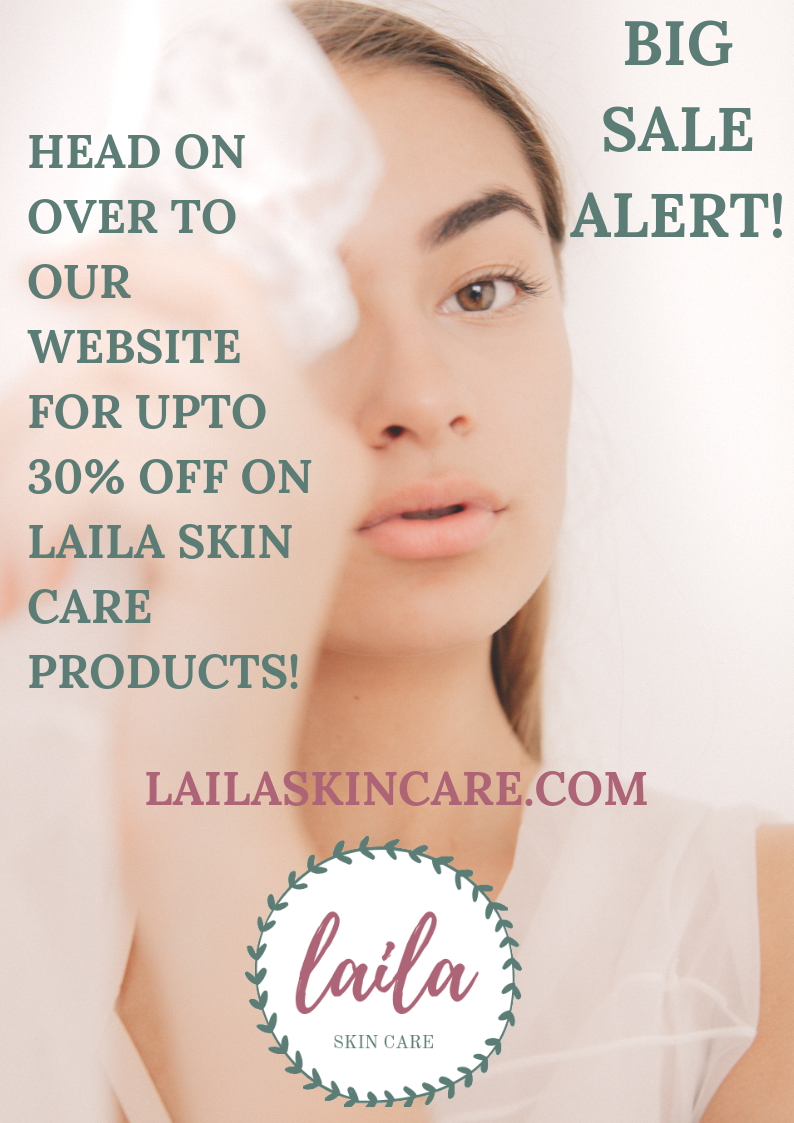 BIG
SALE
ALERT!
HEAD ON
OVER TO
OUR
WEBSITE
FOR UPTO
30% OFF ON
LAILA SKIN
CARE
PRODUCTS!
LAILASKINCARE.COM
laila
SKIN CARE